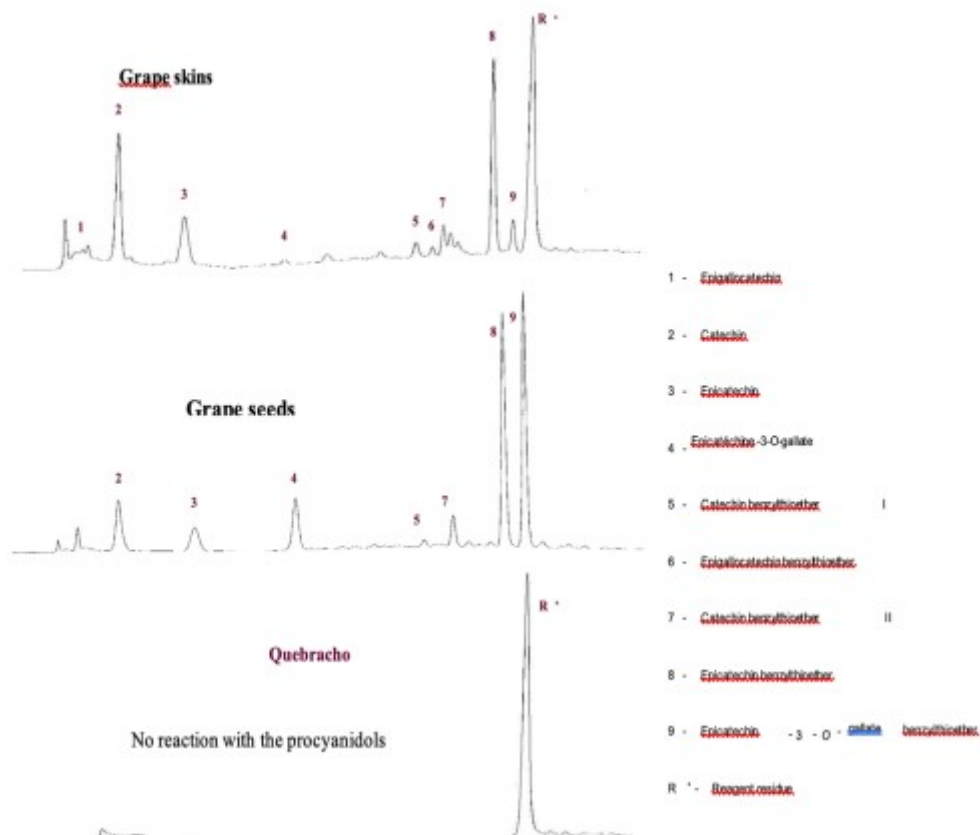 R '
8
Grape skins
2
3
9
7
1
5
6
4
1 - Epigallocatechin
2 - Catechin
8
9
3 - Epicatechin
Grane seeds
4 - Epicatéchine -3-O-gallate
4
2
3
7
5 - Catechin benzylthioether I
5
6 - Epigallocatechin benzylthioether
R '
7 - Catechin benzylthioether II
Quebracho
8 - Epicatechin benzylthioether
No reaction with the procyanidols
9 - Epicatechin - 3 - O - gallate benzylthioether
R ' - Reagent residue